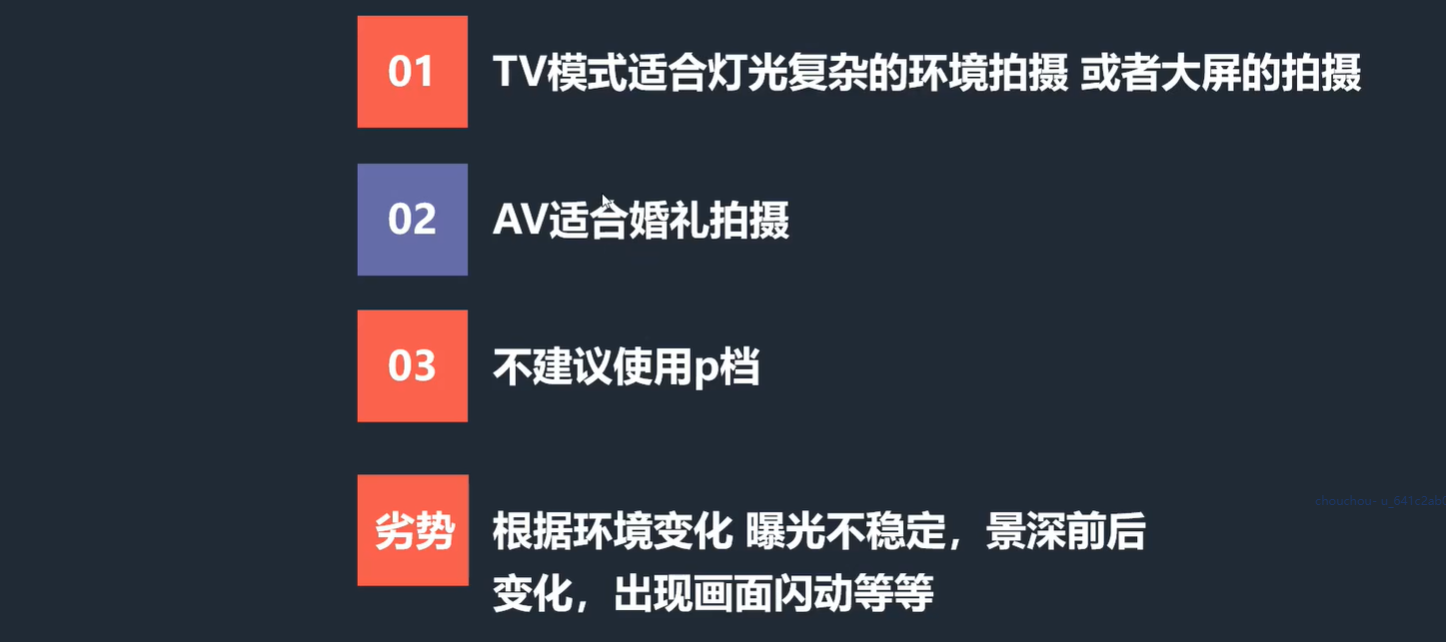 01 TV模式适合灯光复杂的环境拍摄 或者大屏的拍摄
02 AV适合婚礼拍摄
03 不建议使用p档
劣势 根据环境变化 曝光不稳定，景深前后
变化，出现画面闪动等等